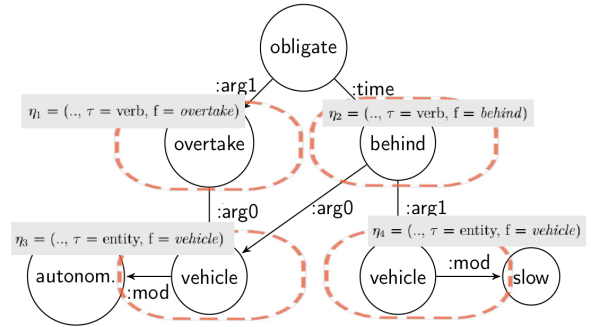 obligate
:arg1
:time
η₁ = (.., τ = verb, f = overtake)
η₂ = (.., τ = verb, f = behind)
overtake
behind
:arg0
:arg0
:arg1
η₃ = (.., τ = entity, f = vehicle)
η₄ = (.., τ = entity, f = vehicle)
autonom.
:mod
vehicle
vehicle
:mod
slow